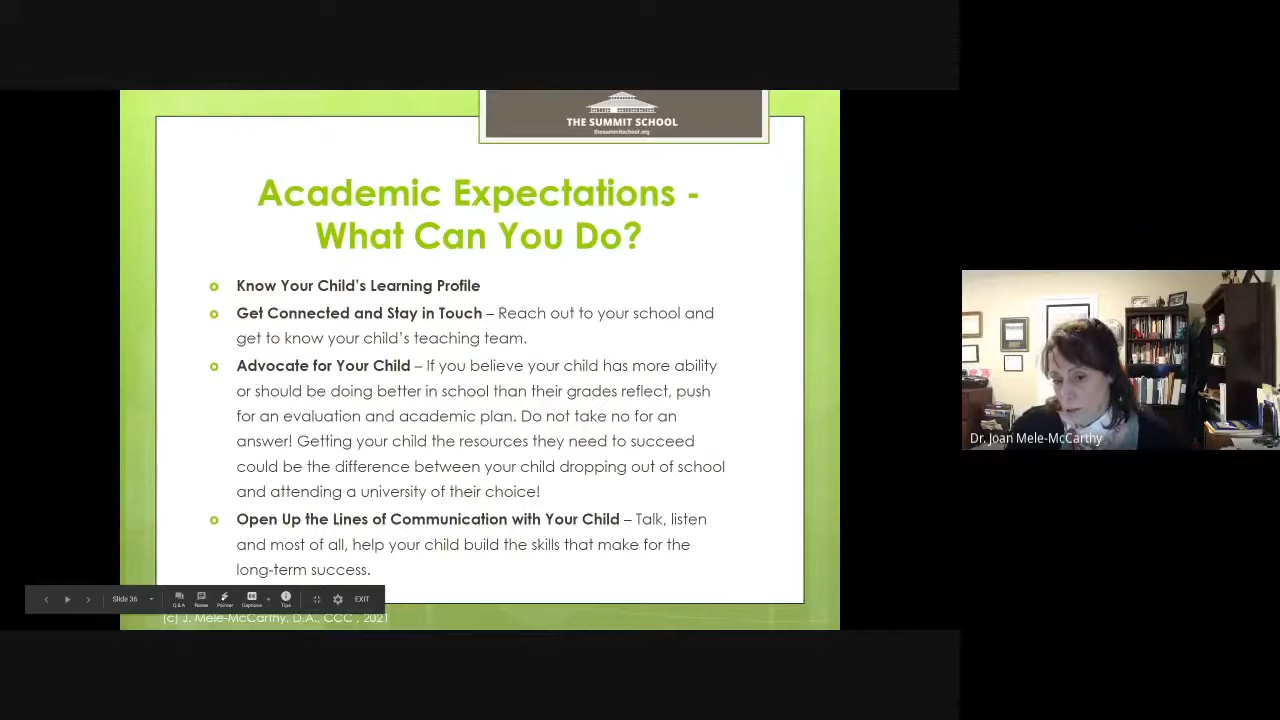 THE SUMMIT SCHOOL
thesummitschool.org
Academic Expectations -
What Can You Do?
Know Your Child's Learning Profile
Get Connected and Stay in Touch – Reach out to your school and
get to know your child's teaching team.
Advocate for Your Child – If you believe your child has more ability
or should be doing better in school than their grades reflect, push
for an evaluation and academic plan. Do not take no for an
answer! Getting your child the resources they need to succeed
could be the difference between your child dropping out of school
and attending a university of their choice!
Open Up the Lines of Communication with Your Child – Talk, listen
and most of all, help your child build the skills that make for the
long-term success.
Slide 36
Q & A Notes Pointer Captions Tips
EXIT
(c) J. Mele-McCarthy, D.A., CCC , 2021
Dr. Joan Mele-McCarthy